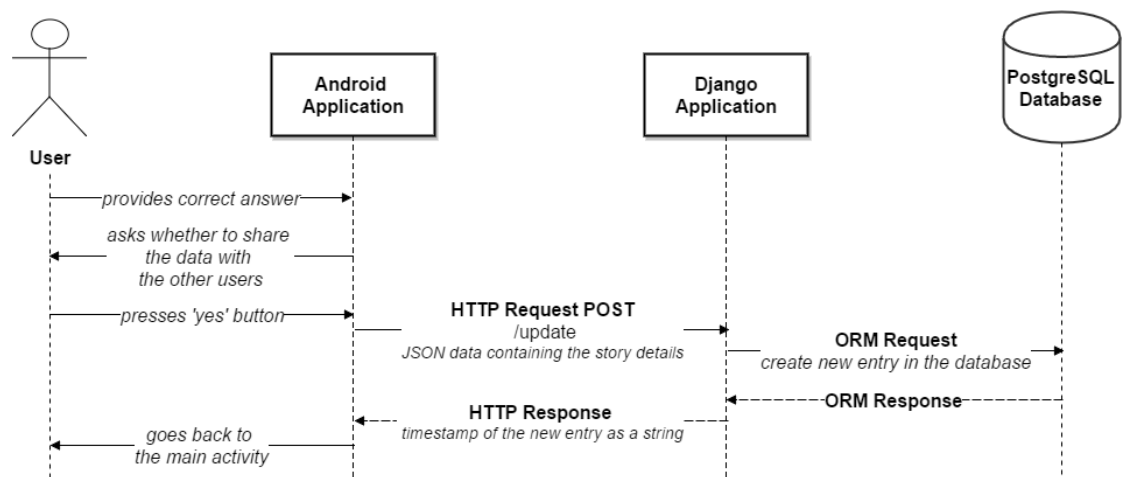 PostgreSQL
Database
Android
Application
Django
Application
User
provides correct answer
asks whether to share
the data with
the other users
presses 'yes' button
HTTP Request POST
/update
JSON data containing the story details
ORM Request
create new entry in the database
ORM Response
HTTP Response
timestamp of the new entry as a string
goes back to
the main activity